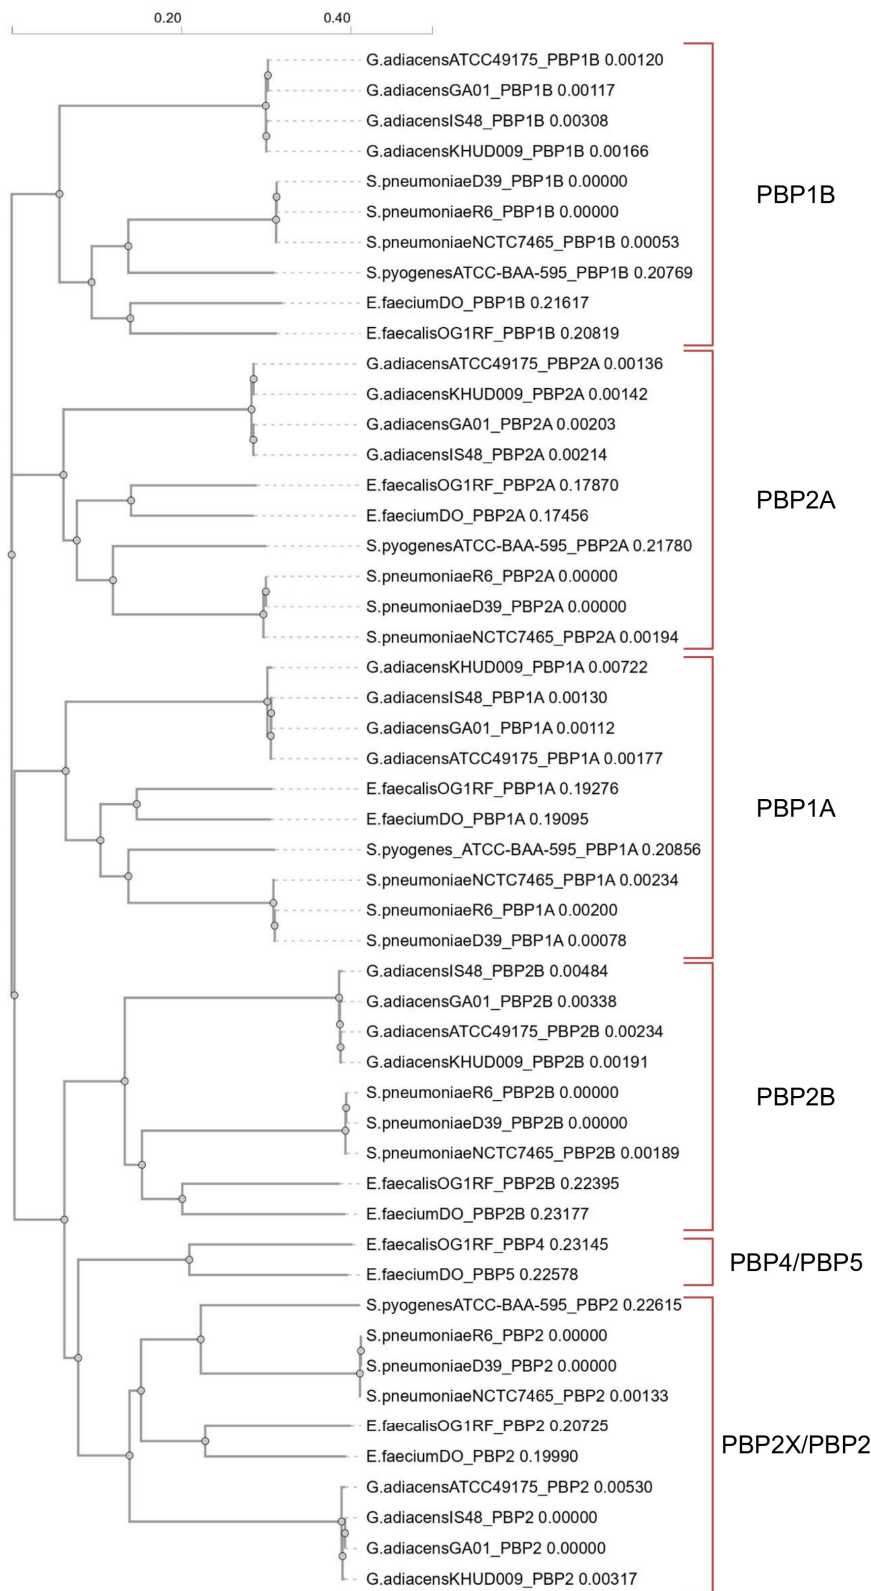 0.20 0.40
G.adiacensATCC49175_PBP1B 0.00120
G.adiacensGA01_PBP1B 0.00117
G.adiacensIS48_PBP1B 0.00308
G.adiacensKHUD009_PBP1B 0.00166
S.pneumoniaeD39_PBP1B 0.00000
PBP1B
S.pneumoniaeR6_PBP1B 0.00000
S.pneumoniaeNCTC7465_PBP1B 0.00053
S.pyogenesATCC-BAA-595_PBP1B 0.20769
E.faeciumDO_PBP1B 0.21617
E.faecalisOG1RF_PBP1B 0.20819
G.adiacensATCC49175_PBP2A 0.00136
G.adiacensKHUD009_PBP2A 0.00142
G.adiacensGA01_PBP2A 0.00203
G.adiacensIS48_PBP2A 0.00214
E.faecalisOG1RF_PBP2A 0.17870
PBP2A
E.faeciumDO_PBP2A 0.17456
S.pyogenesATCC-BAA-595_PBP2A 0.21780
S.pneumoniaeR6_PBP2A 0.00000
S.pneumoniaeD39_PBP2A 0.00000
S.pneumoniaeNCTC7465_PBP2A 0.00194
G.adiacensKHUD009_PBP1A 0.00722
G.adiacensIS48_PBP1A 0.00130
G.adiacensGA01_PBP1A 0.00112
G.adiacensATCC49175_PBP1A 0.00177
E.faecalisOG1RF_PBP1A 0.19276
PBP1A
E.faeciumDO_PBP1A 0.19095
S.pyogenes_ATCC-BAA-595_PBP1A 0.20856
S.pneumoniaeNCTC7465_PBP1A 0.00234
S.pneumoniaeR6_PBP1A 0.00200
S.pneumoniaeD39_PBP1A 0.00078
G.adiacensIS48_PBP2B 0.00484
G.adiacensGA01_PBP2B 0.00338
G.adiacensATCC49175_PBP2B 0.00234
G.adiacensKHUD009_PBP2B 0.00191
S.pneumoniaeR6_PBP2B 0.00000
PBP2B
S.pneumoniaeD39_PBP2B 0.00000
S.pneumoniaeNCTC7465_PBP2B 0.00189
E.faecalisOG1RF_PBP2B 0.22395
E.faeciumDO_PBP2B 0.23177
E.faecalisOG1RF_PBP4 0.23145
PBP4/PBP5
E.faeciumDO_PBP5 0.22578
S.pyogenesATCC-BAA-595_PBP2 0.22615
S.pneumoniaeR6_PBP2 0.00000
S.pneumoniaeD39_PBP2 0.00000
S.pneumoniaeNCTC7465_PBP2 0.00133
E.faecalisOG1RF_PBP2 0.20725
PBP2X/PBP2
E.faeciumDO_PBP2 0.19990
G.adiacensATCC49175_PBP2 0.00530
G.adiacensIS48_PBP2 0.00000
G.adiacensGA01_PBP2 0.00000
G.adiacensKHUD009_PBP2 0.00317